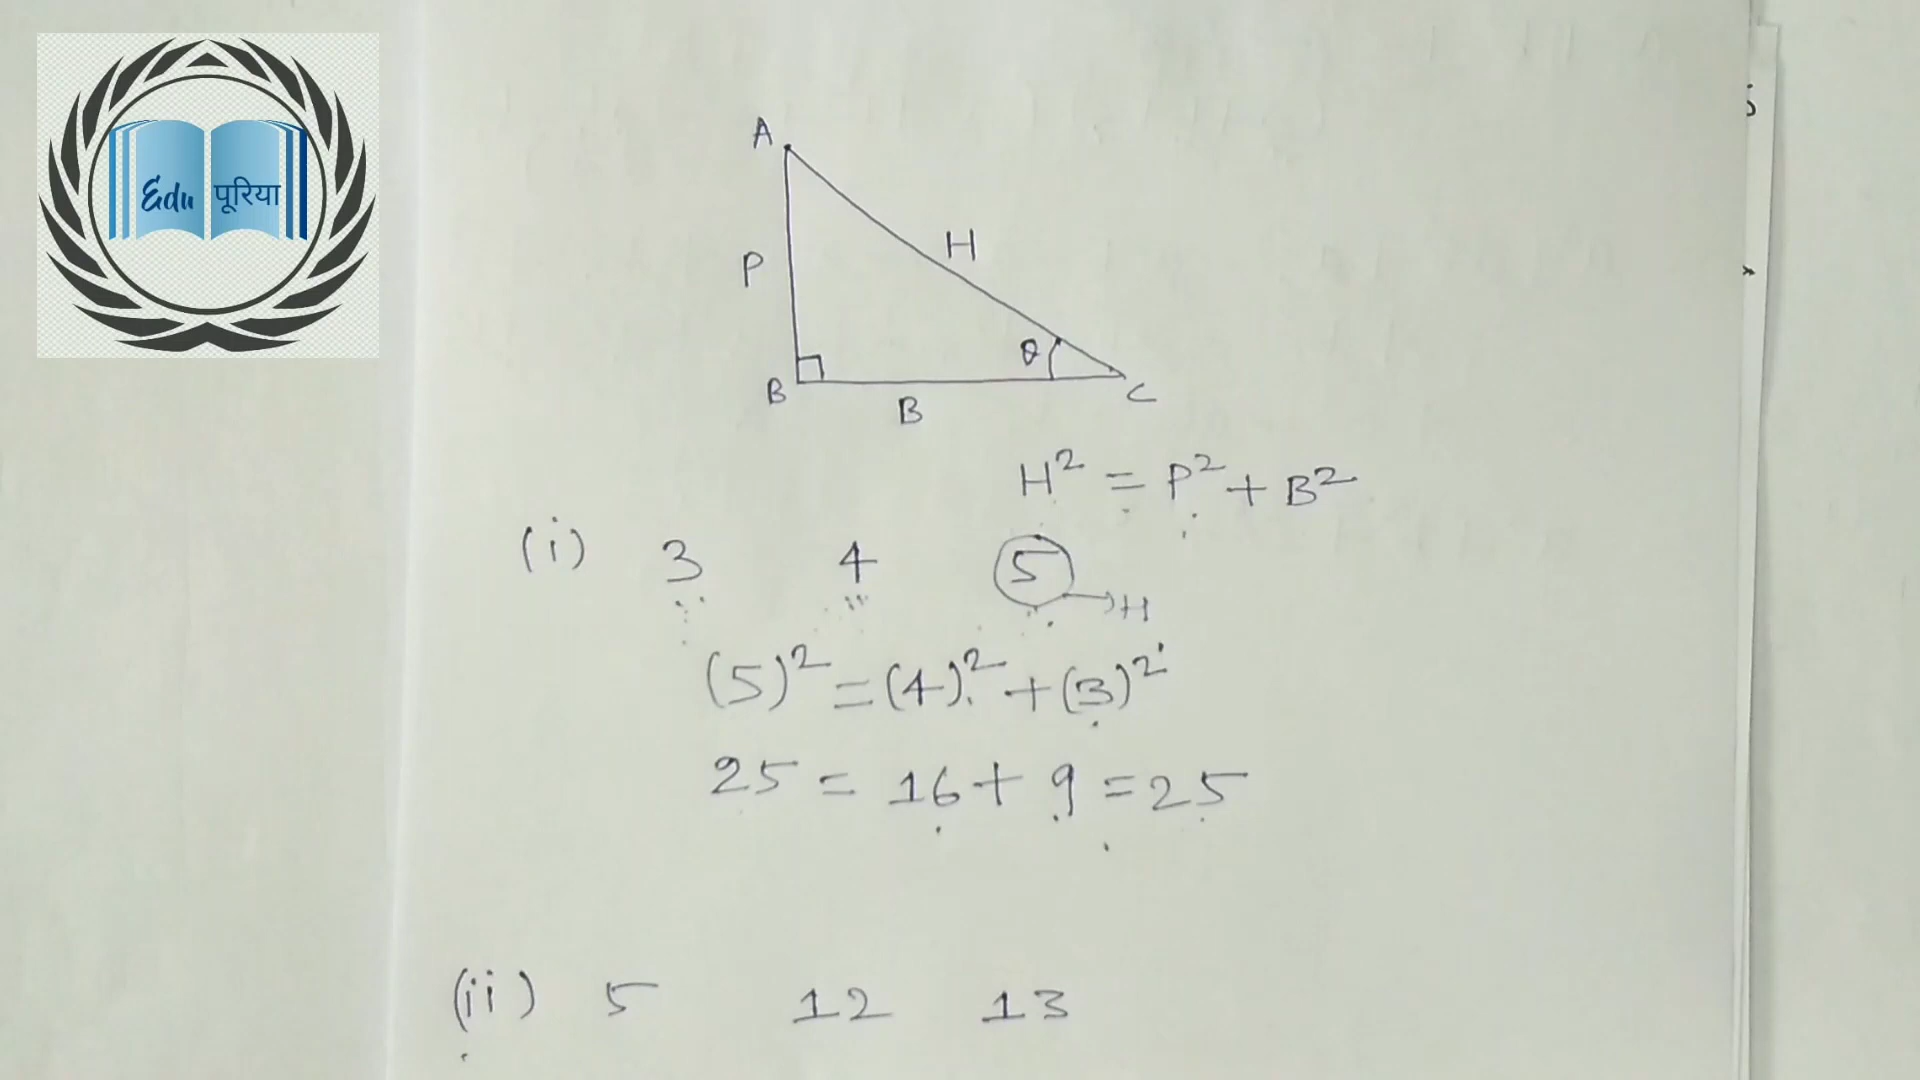 Edu पूरिया
A
H
P
θ
B
C
B
H² = P² + B²
(i) 3 4 5
→H
(5)² = (4)² + (3)²
25 = 16 + 9 = 25
(ii) 5 12 13